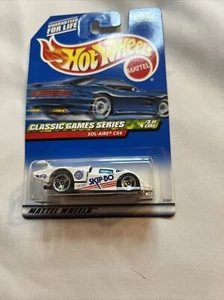 GUARANTEED
FOR LIFE
Hot Wheels
MATTEL
CLASSIC GAMES SERIES
SOL-AIRE CX4
SKIP-BO
MATTEL WHEELS